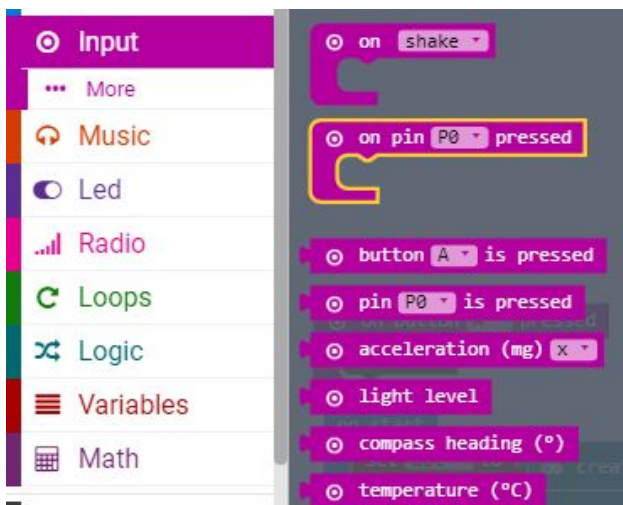 Input
More
Music
Led
Radio
Loops
Logic
Variables
Math
on shake
on pin P0 pressed
button A is pressed
pin P0 is pressed
acceleration (mg) x
light level
compass heading (°)
temperature (°C)